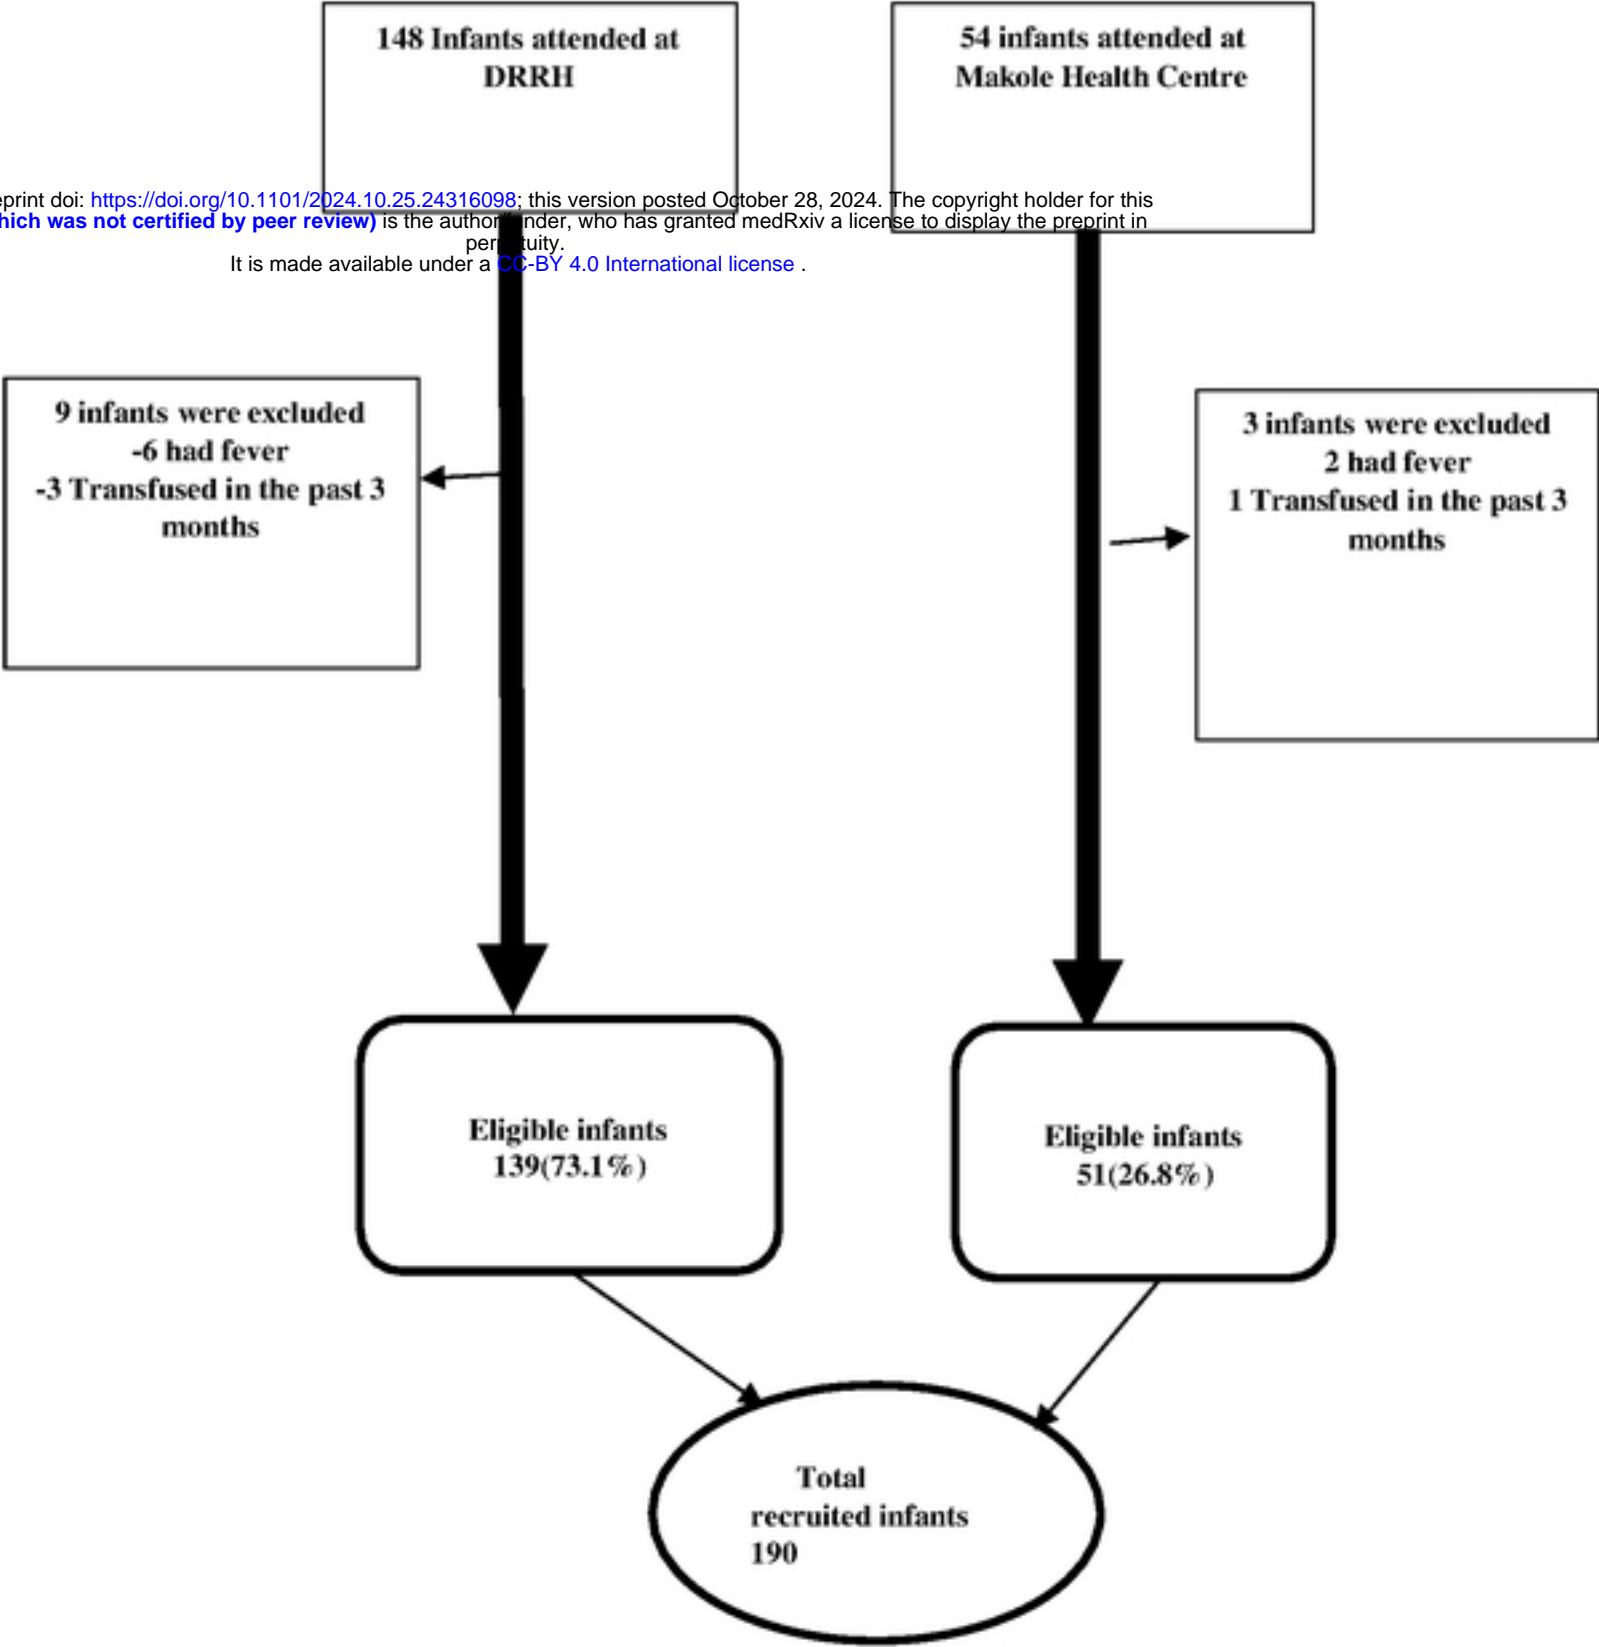 148 Infants attended at
DRRH
54 infants attended at
Makole Health Centre
eprint doi: https://doi.org/10.1101/2024.10.25.24316098; this version posted October 28, 2024. The copyright holder for this
hich was not certified by peer review) is the author/funder, who has granted medRxiv a license to display the preprint in
perpetuity.
It is made available under a CC-BY 4.0 International license .
9 infants were excluded
-6 had fever
-3 Transfused in the past 3
months
3 infants were excluded
2 had fever
1 Transfused in the past 3
months
Eligible infants
139(73.1%)
Eligible infants
51(26.8%)
Total
recruited infants
190